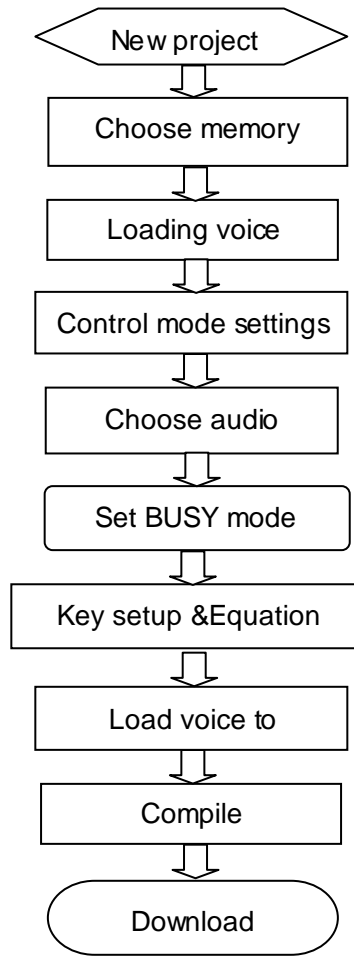 New project
Choose memory
Loading voice
Control mode settings
Choose audio
Set BUSY mode
Key setup &Equation
Load voice to
Compile
Download